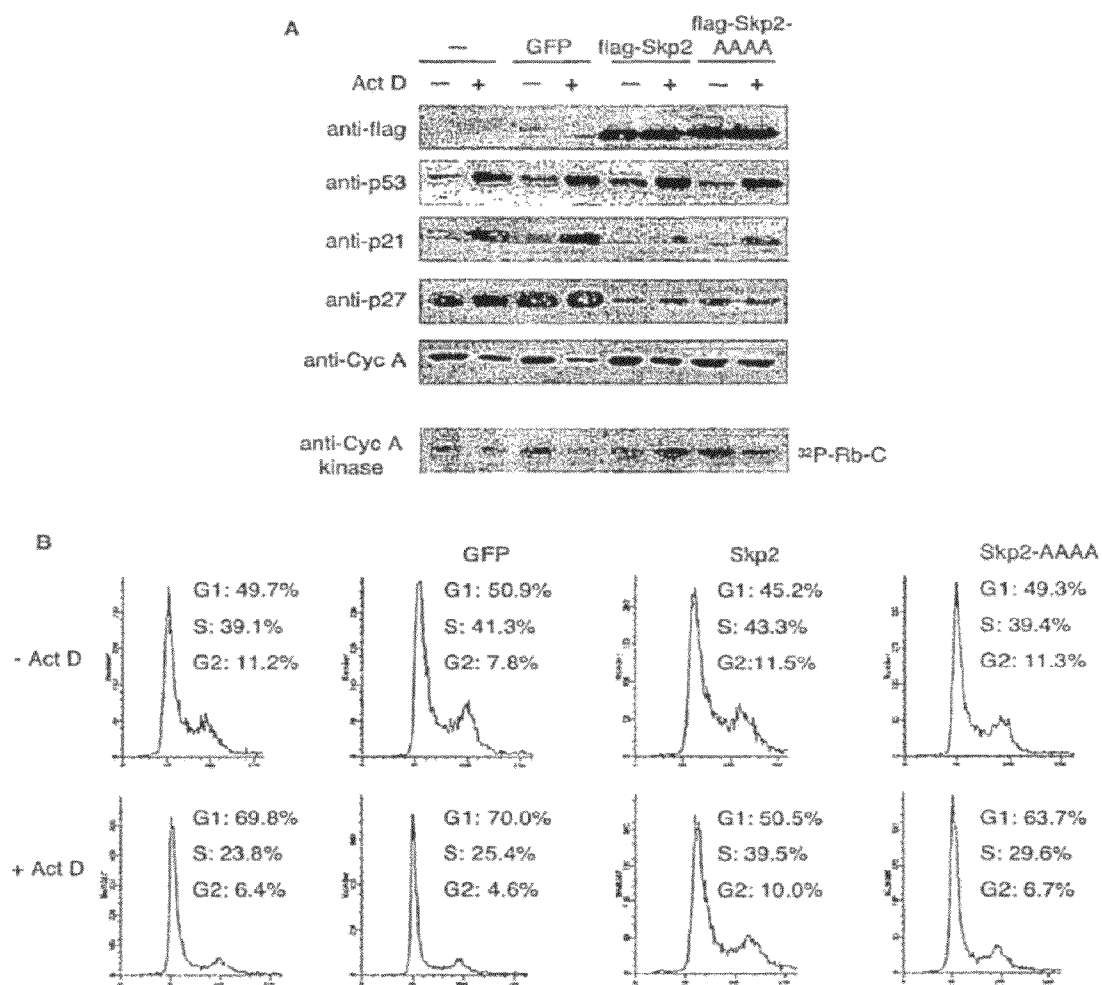 A
flag-Skp2-
— GFP flag-Skp2 AAAA
Act D — + — + — + — +
anti-flag
anti-p53
anti-p21
anti-p27
anti-Cyc A
anti-Cyc A
kinase
³²P-Rb-C
B
GFP Skp2 Skp2-AAAA
- Act D
G1: 49.7%
S: 39.1%
G2: 11.2%
G1: 50.9%
S: 41.3%
G2: 7.8%
G1: 45.2%
S: 43.3%
G2:11.5%
G1: 49.3%
S: 39.4%
G2: 11.3%
+ Act D
G1: 69.8%
S: 23.8%
G2: 6.4%
G1: 70.0%
S: 25.4%
G2: 4.6%
G1: 50.5%
S: 39.5%
G2: 10.0%
G1: 63.7%
S: 29.6%
G2: 6.7%